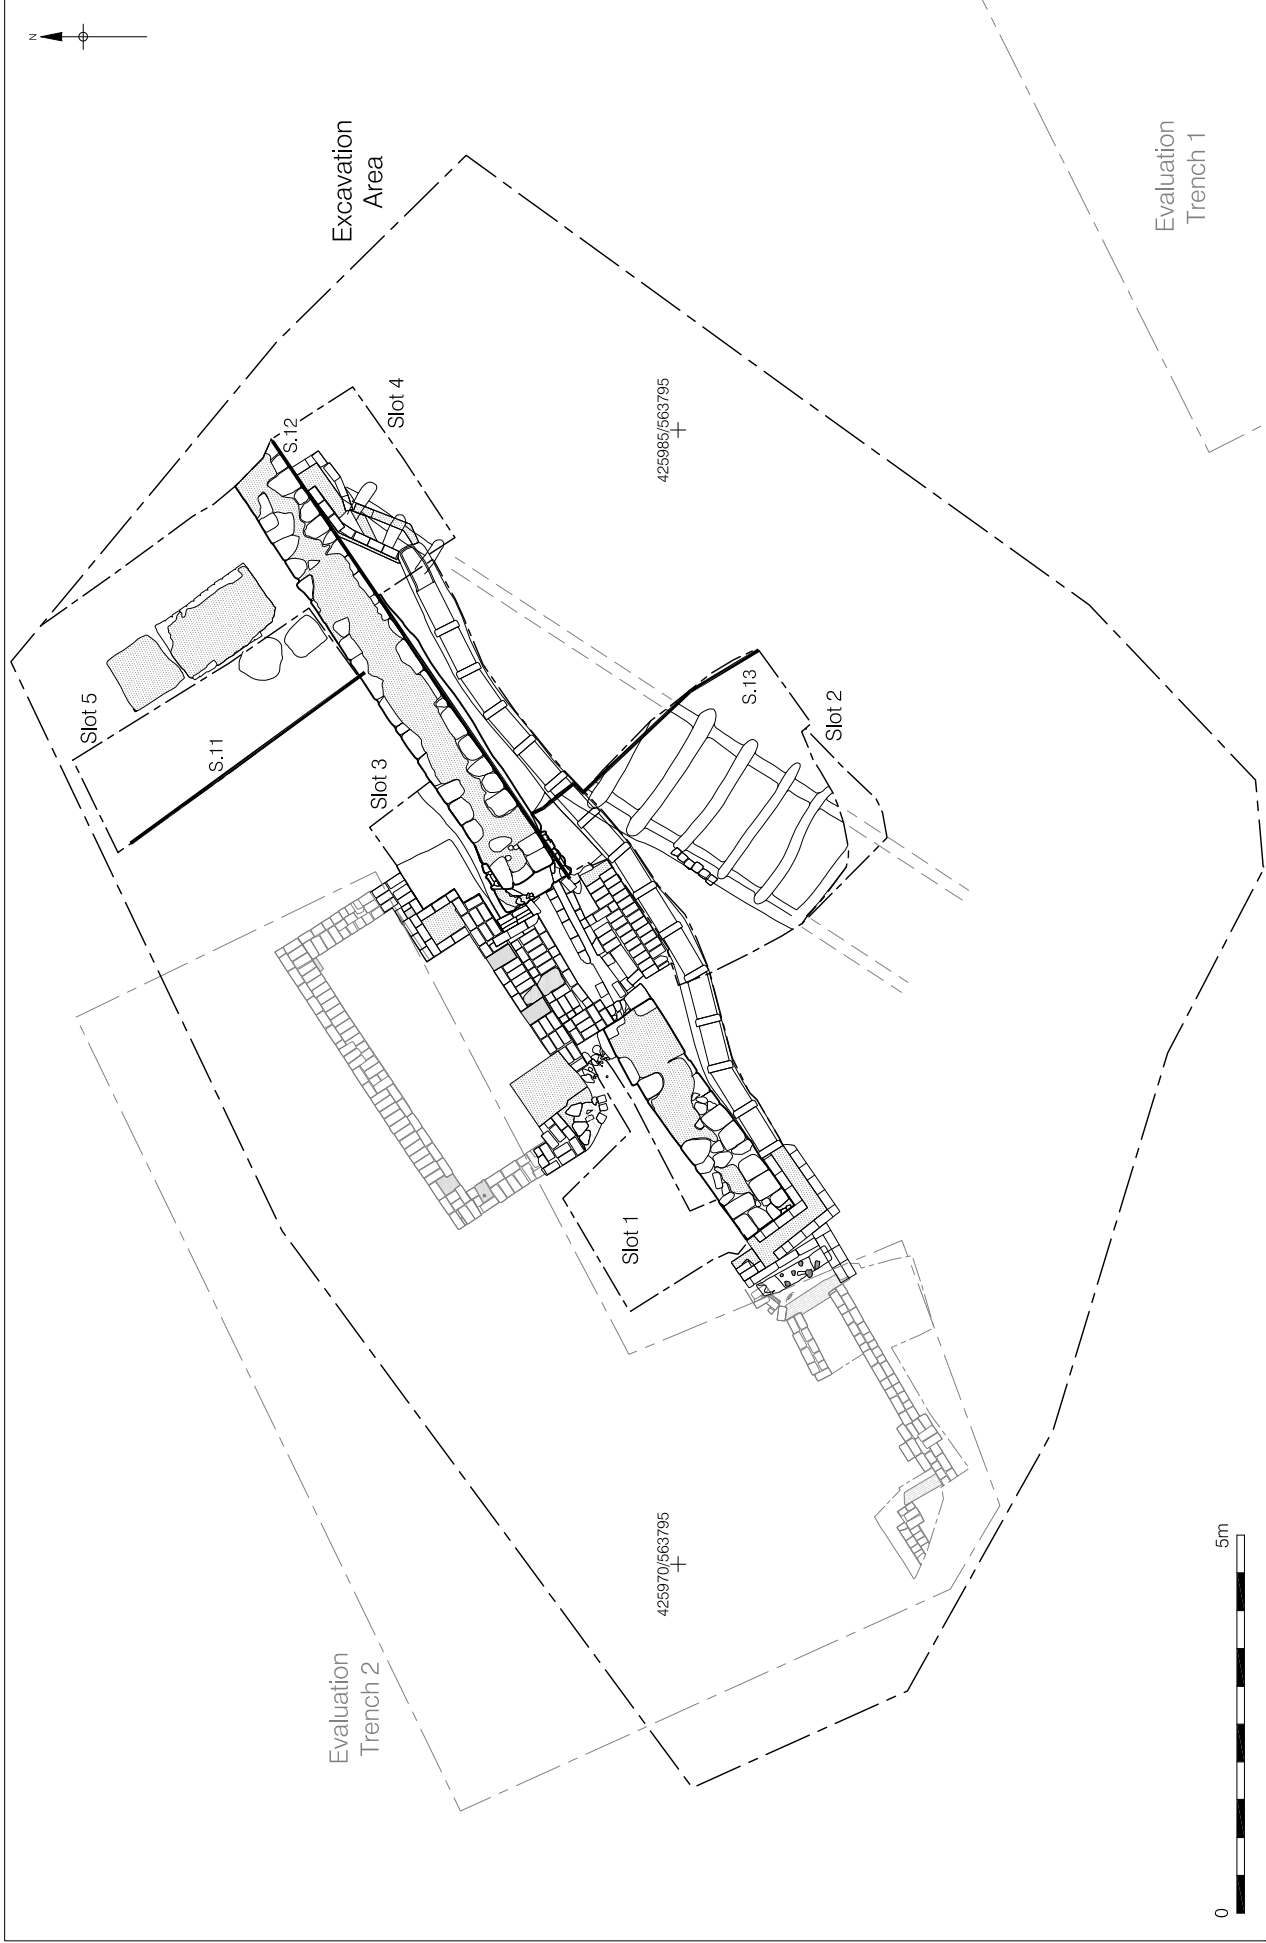 N
Excavation
Area
Evaluation
Trench 1
S.12
Slot 4
425985/563795
Slot 5
S.11
Slot 3
S.13
Slot 2
Slot 1
425970/563795
Evaluation
Trench 2
0
5m